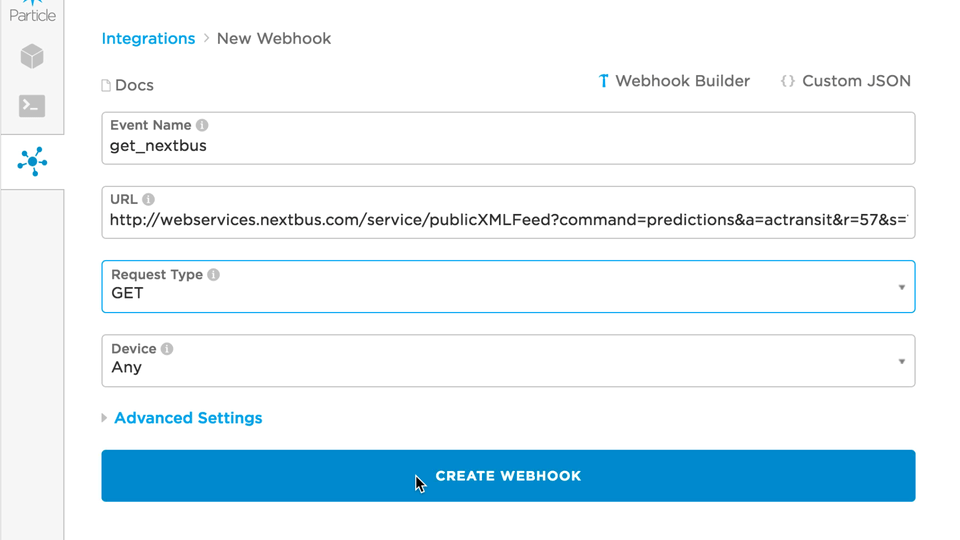 Particle
Integrations > New Webhook
Docs
Webhook Builder
{} Custom JSON
Event Name
get_nextbus
URL
http://webservices.nextbus.com/service/publicXMLFeed?command=predictions&a=actransit&r=57&s=
Request Type
GET
Device
Any
Advanced Settings
CREATE WEBHOOK